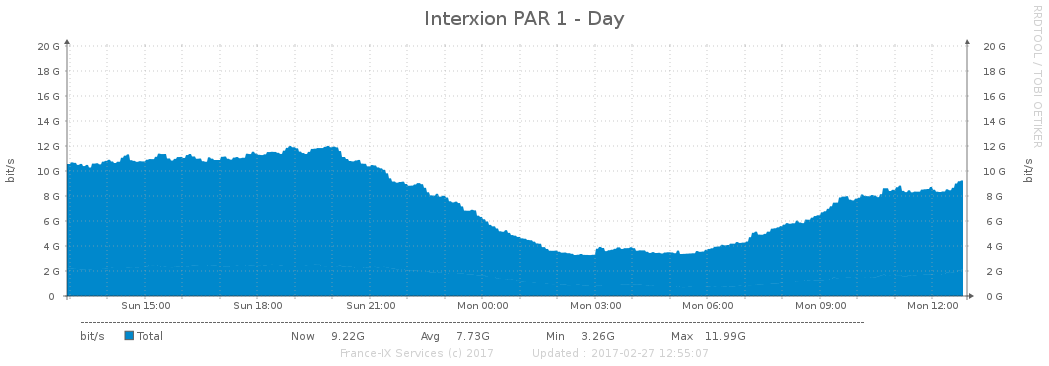 Interxion PAR 1 - Day
RRDTOOL / TOBI OETIKER
bit/s
20 G 20 G
18 G 18 G
16 G 16 G
14 G 14 G
12 G 12 G
10 G 10 G
8 G 8 G
6 G 6 G
4 G 4 G
2 G 2 G
0 0 G
bit/s
Sun 15:00 Sun 18:00 Sun 21:00 Mon 00:00 Mon 03:00 Mon 06:00 Mon 09:00 Mon 12:00
bit/s Total Now 9.22G Avg 7.73G Min 3.26G Max 11.99G
France-IX Services (c) 2017 Updated : 2017-02-27 12:55:07